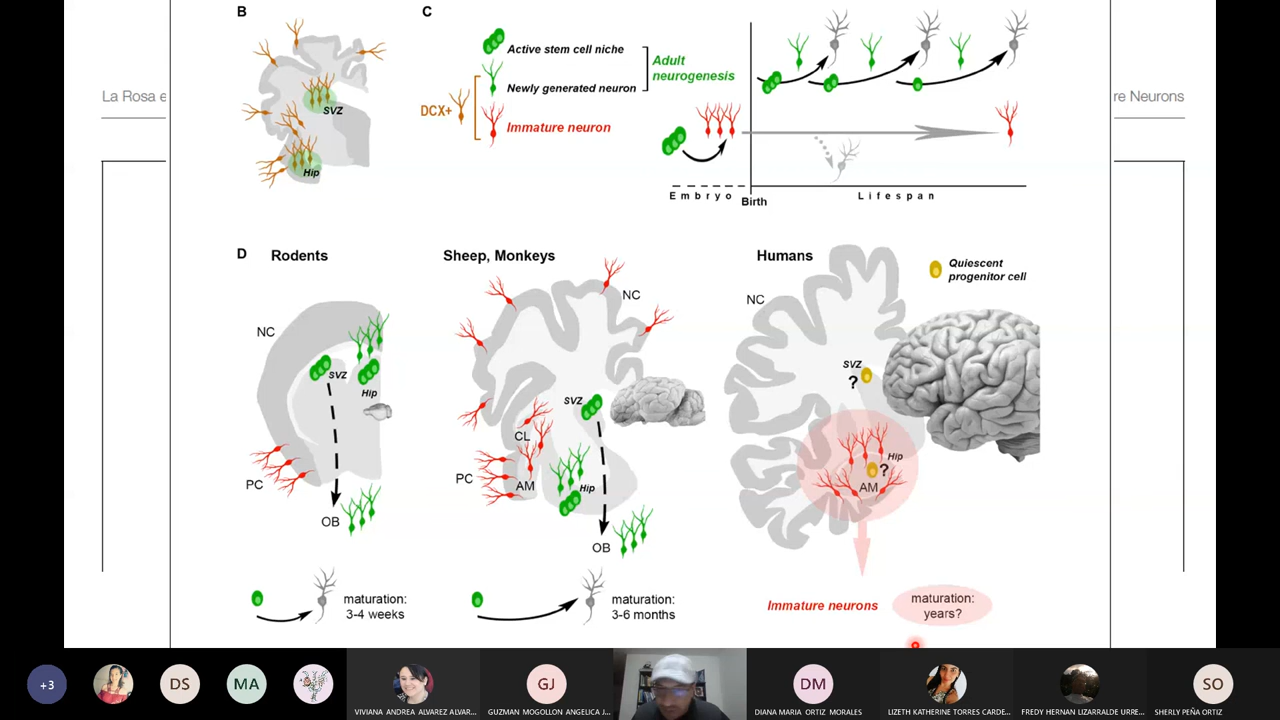 B
C
Active stem cell niche
Newly generated neuron
Immature neuron
DCX+
Adult
neurogenesis
SVZ
Hip
La Rosa e
re Neurons
Embryo
Birth
Lifespan
D
Rodents
Sheep, Monkeys
Humans
Quiescent
progenitor cell
NC
SVZ
Hip
PC
OB
NC
SVZ
CL
PC
AM
Hip
OB
NC
SVZ
?
Hip
?
AM
maturation:
3-4 weeks
maturation:
3-6 months
Immature neurons
maturation:
years?
+3
DS
MA
GJ
DM
SO
VIVIANA ANDREA ALVAREZ ALVAR...
GUZMAN MOGOLLON ANGELICA J...
DIANA MARIA ORTIZ MORALES
LIZETH KATHERINE TORRES CARDE...
FREDY HERNAN LIZARRALDE URRE...
SHERLY PEÑA ORTIZ